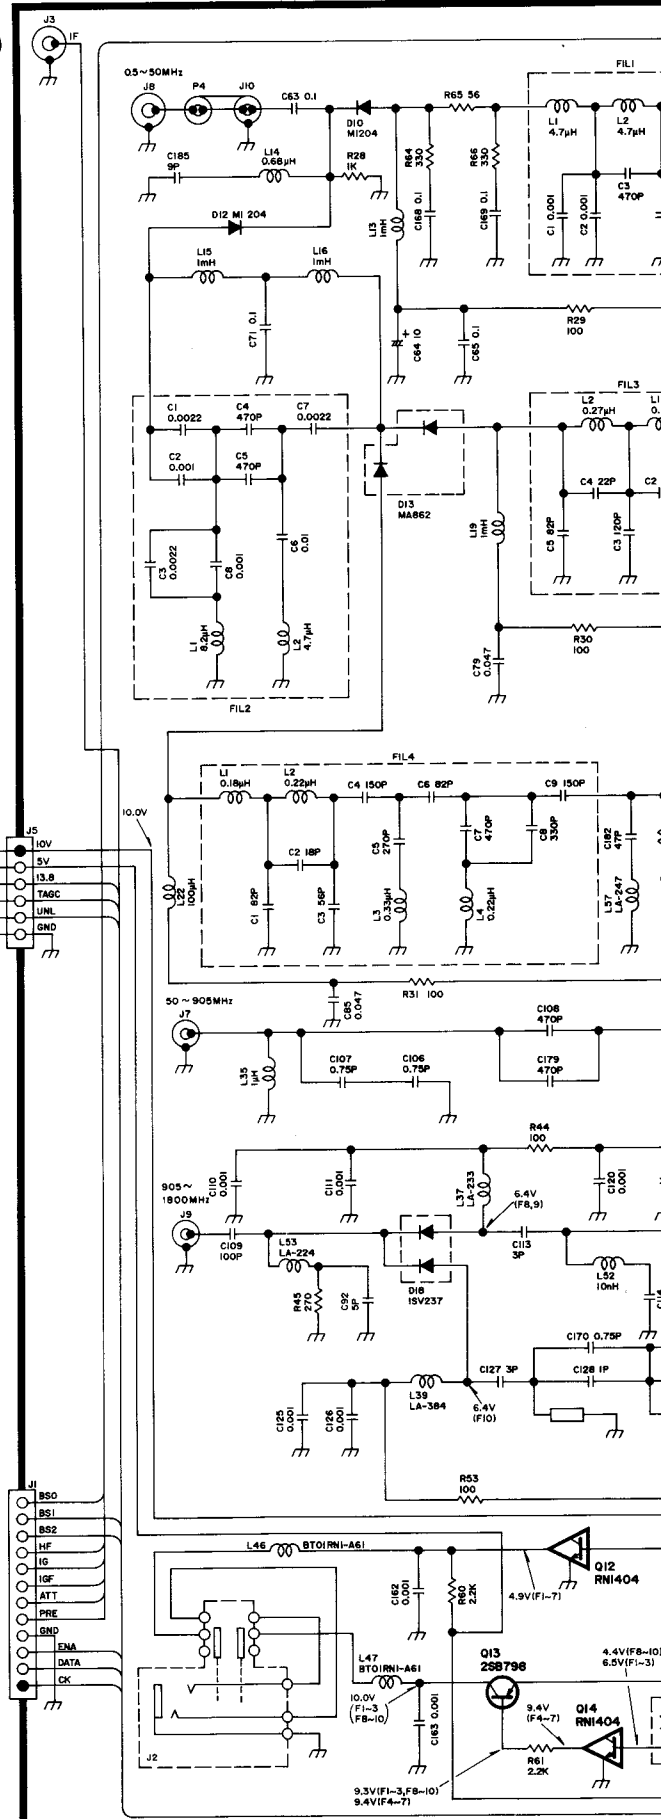 J3
IF
0.5~50MHz
J8
P4
J10
C63 0.1
D10
MI204
R65 56
FIL1
L1
4.7μH
L2
4.7μH
C185
9P
L14
0.68μH
R28
1K
R64
330
R66
330
C3
470P
C1 0.001
C2 0.001
D12 MI 204
L13
1mH
C168 0.1
C169 0.1
L15
1mH
L16
1mH
C71 0.1
+
C64 10
C65 0.1
R29
100
FIL3
L2
0.27μH
L1
0.
C1
0.0022
C4
470P
C7
0.0022
C2
0.001
C5
470P
D13
MA862
C4 22P
C2
L19
1mH
C5 82P
C3 120P
C3
0.0022
C8
0.001
C6
0.01
L1
8.2μH
L2
4.7μH
R30
100
C79
0.047
FIL2
FIL4
L1
0.18μH
L2
0.22μH
C4 150P
C6 82P
C9 150P
10.0V
C5
270P
C7
470P
C8
330P
C182
47P
J5
10V
5V
13.8
TAGC
UNL
GND
C2 18P
L22
100μH
C1 82P
C3 56P
L3
0.33μH
L4
0.22μH
L57
LA-247
C85
0.047
R31 100
50~905MHz
J7
C108
470P
L35
1μH
C107
0.75P
C106
0.75P
C179
470P
R44
100
905~
1800MHz
J9
C110
0.001
C111
0.001
L37
LA-233
6.4V
(F8,9)
C120
0.001
C109
100P
L53
LA-224
C113
3P
R45
270
C92
5P
D18
1SV237
L52
10nH
C170 0.75P
C127 3P
C128 1P
L39
LA-384
6.4V
(F10)
C125
0.001
C126
0.001
R53
100
J1
BS0
BS1
BS2
HF
IG
IGF
ATT
PRE
GND
ENA
DATA
CK
L46
BT01RN1-A61
C162
0.001
R60
2.2K
4.9V(F1~7)
Q12
RN1404
L47
BT01RN1-A61
Q13
2SB798
4.4V(F8~10)
6.5V(F1~3)
10.0V
(F1~3
F8~10)
C163 0.001
9.4V
(F4~7)
Q14
RN1404
J2
R61
2.2K
9.3V(F1~3,F8~10)
9.4V(F4~7)